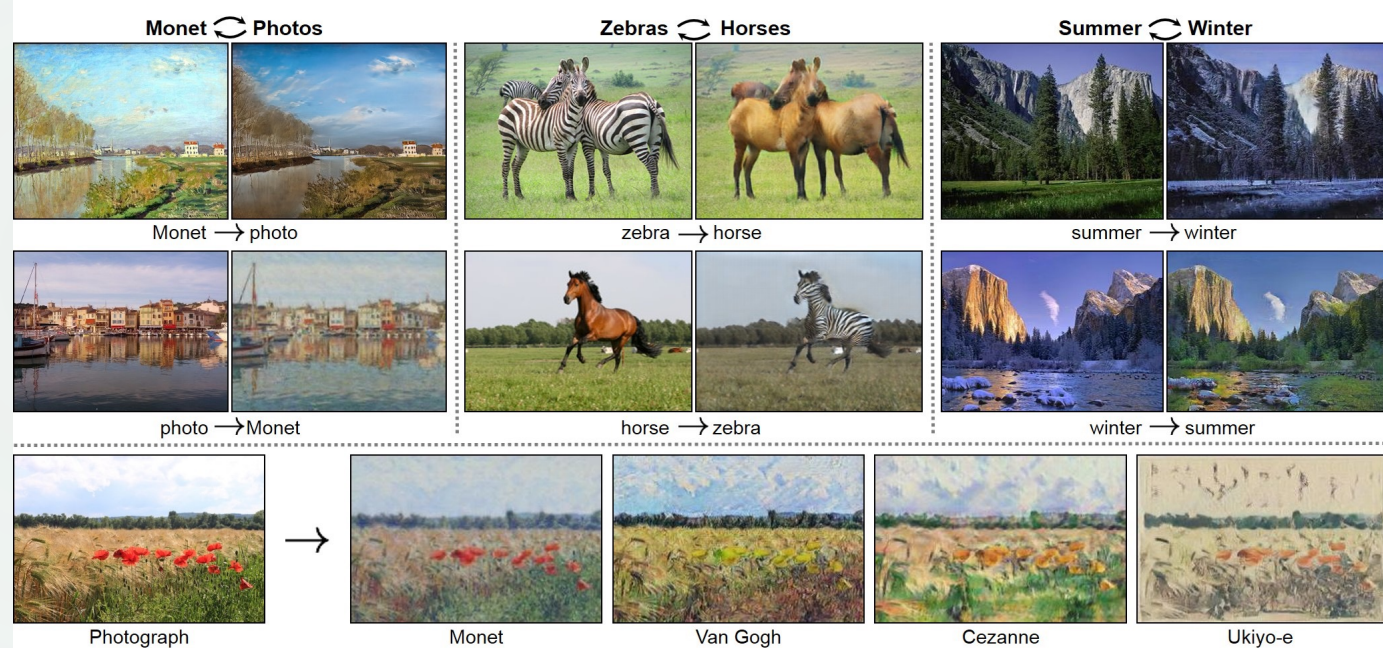 Monet Photos
Zebras Horses
Summer Winter
Monet → photo
zebra → horse
summer → winter
photo → Monet
horse → zebra
winter → summer
Photograph
Monet
Van Gogh
Cezanne
Ukiyo-e